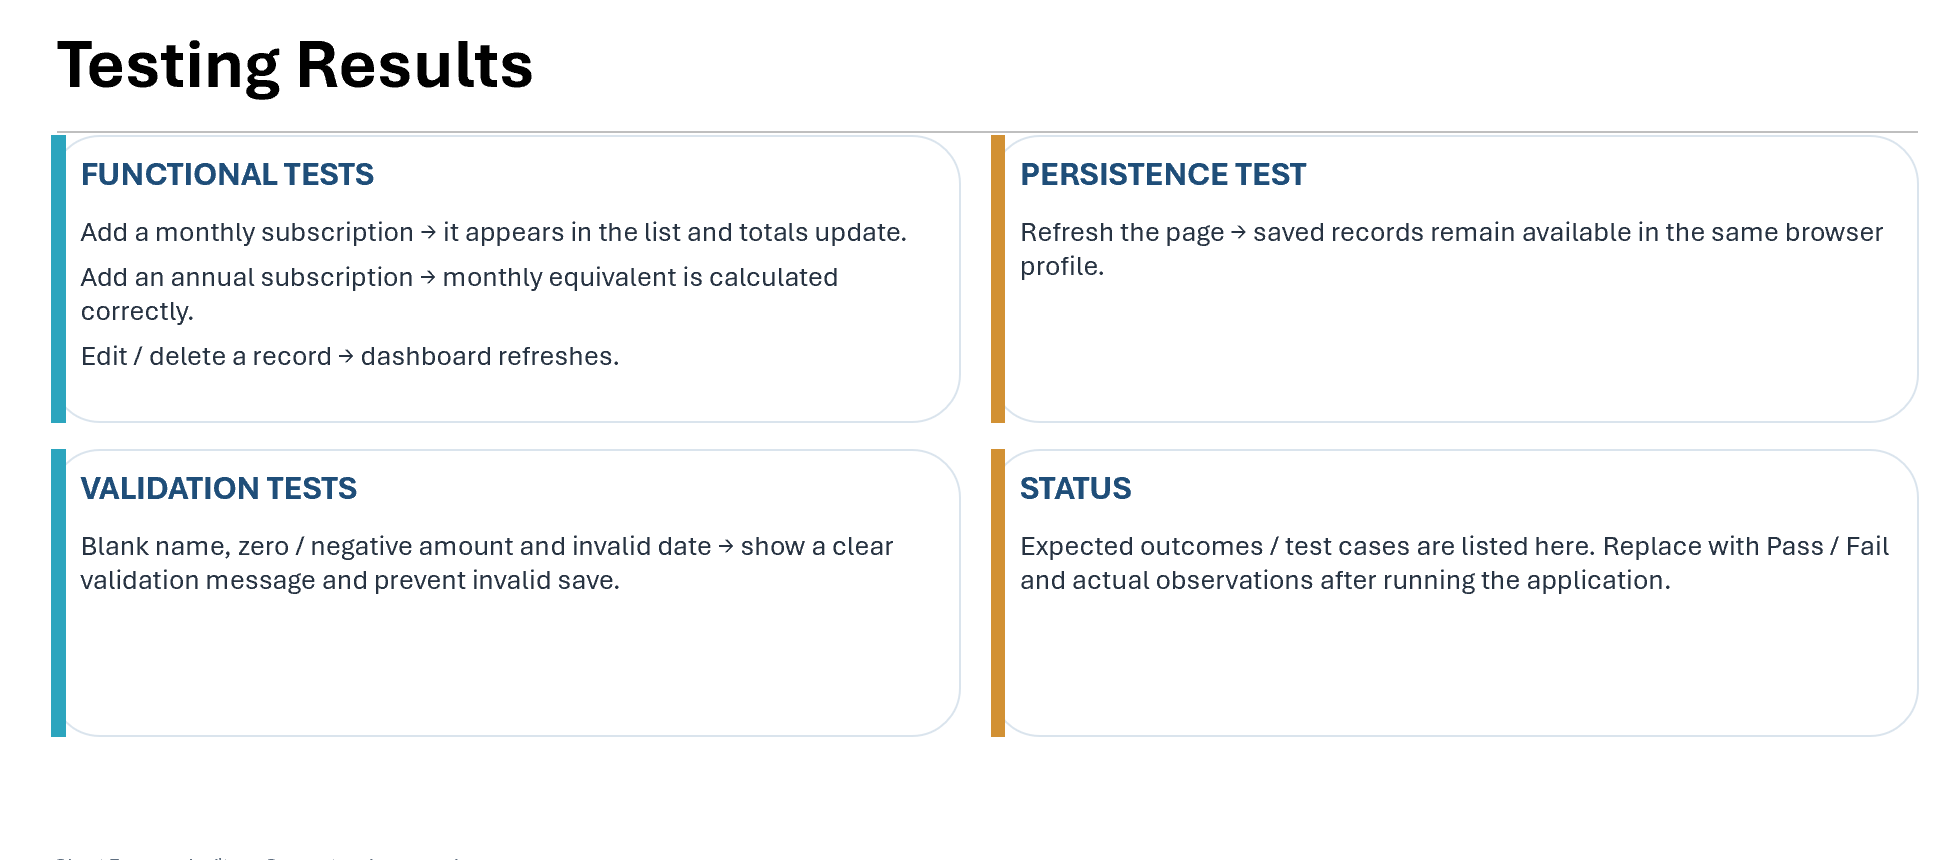 Testing Results
FUNCTIONAL TESTS
Add a monthly subscription → it appears in the list and totals update.
Add an annual subscription → monthly equivalent is calculated
correctly.
Edit / delete a record → dashboard refreshes.
PERSISTENCE TEST
Refresh the page → saved records remain available in the same browser
profile.
VALIDATION TESTS
Blank name, zero / negative amount and invalid date → show a clear
validation message and prevent invalid save.
STATUS
Expected outcomes / test cases are listed here. Replace with Pass / Fail
and actual observations after running the application.